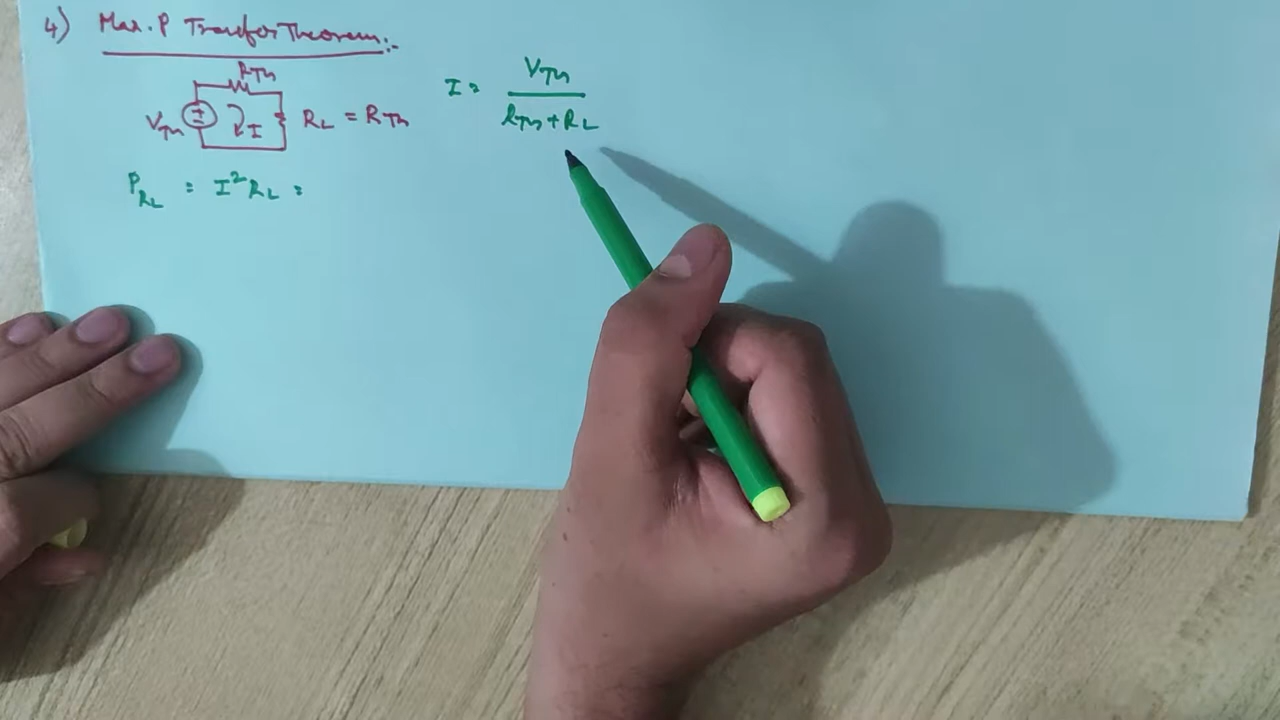 4) Max. P Transfer Theorem:-
RTh
VTh I RL = RTh
I = VTh / RTh + RL
PRL = I²RL =